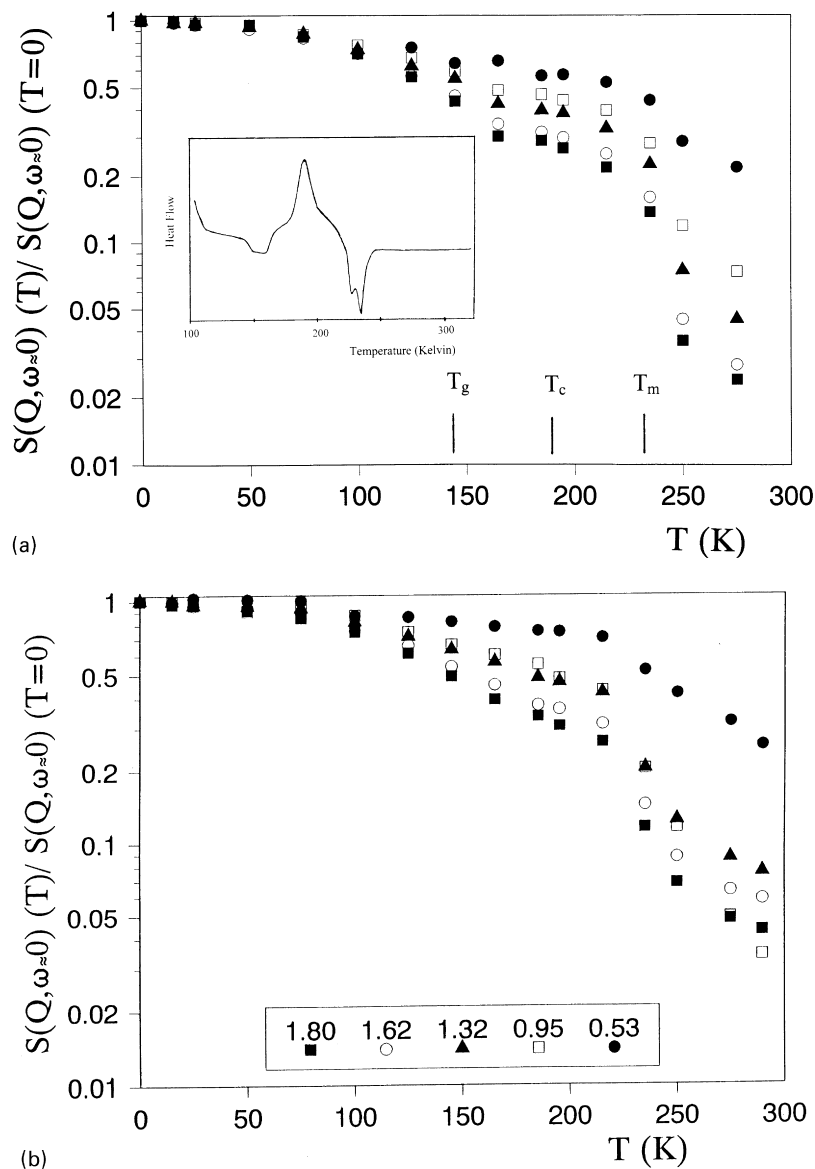 S(Q,ω≈0) (T)/ S(Q,ω≈0) (T=0)
1
0.5
0.2
0.1
0.05
0.02
0.01
Heat Flow
100
200
300
Temperature (Kelvin)
Tg
Tc
Tm
0
50
100
150
200
250
300
T (K)
(a)
S(Q,ω≈0) (T)/ S(Q,ω≈0) (T=0)
1
0.5
0.2
0.1
0.05
0.02
0.01
1.80 1.62 1.32 0.95 0.53
0
50
100
150
200
250
300
T (K)
(b)